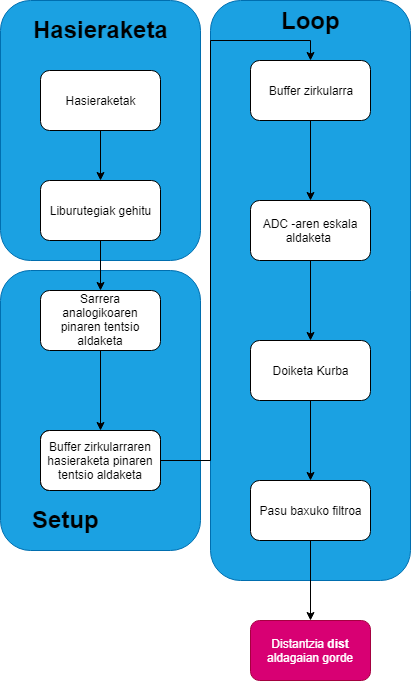 Hasieraketa
Hasieraketak
Liburutegiak gehitu
Sarrera
analogikoaren
pinaren tentsio
aldaketa
Buffer zirkularraren
hasieraketa pinaren
tentsio aldaketa
Setup
Loop
Buffer zirkularra
ADC -aren eskala
aldaketa
Doiketa Kurba
Pasu baxuko filtroa
Distantzia dist
aldagaian gorde